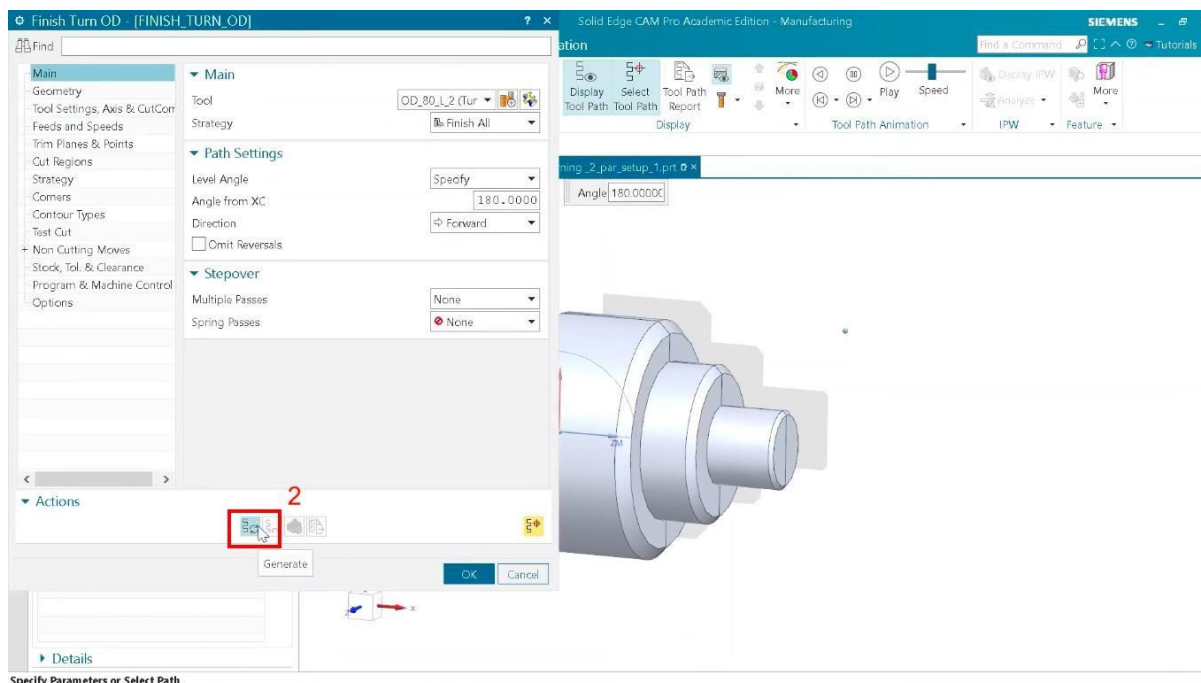 Finish Turn OD - [FINISH_TURN_OD]
? ×
Solid Edge CAM Pro Academic Edition - Manufacturing
SIEMENS
Find
ation
Find a Command
Tutorials
Main
Geometry
Tool Settings, Axis & CutCorr
Feeds and Speeds
Trim Planes & Points
Cut Regions
Strategy
Corners
Contour Types
Test Cut
+ Non Cutting Moves
Stock, Tol. & Clearance
Program & Machine Control
Options
Main
Tool OD_80_L_2 (Tur
Strategy Finish All
Path Settings
Level Angle Specify
Angle from XC 180.0000
Direction Forward
Omit Reversals
Stepover
Multiple Passes None
Spring Passes None
Display Tool Path
Select Tool Path
Tool Path Report
More
Display
Play
Speed
Tool Path Animation
Display IPW
Analyze
IPW
More
Feature
ning _2_par_setup_1.prt
Angle 180.00000
ZM
Actions
2
Generate
OK
Cancel
x
z
Details
Specify Parameters or Select Path